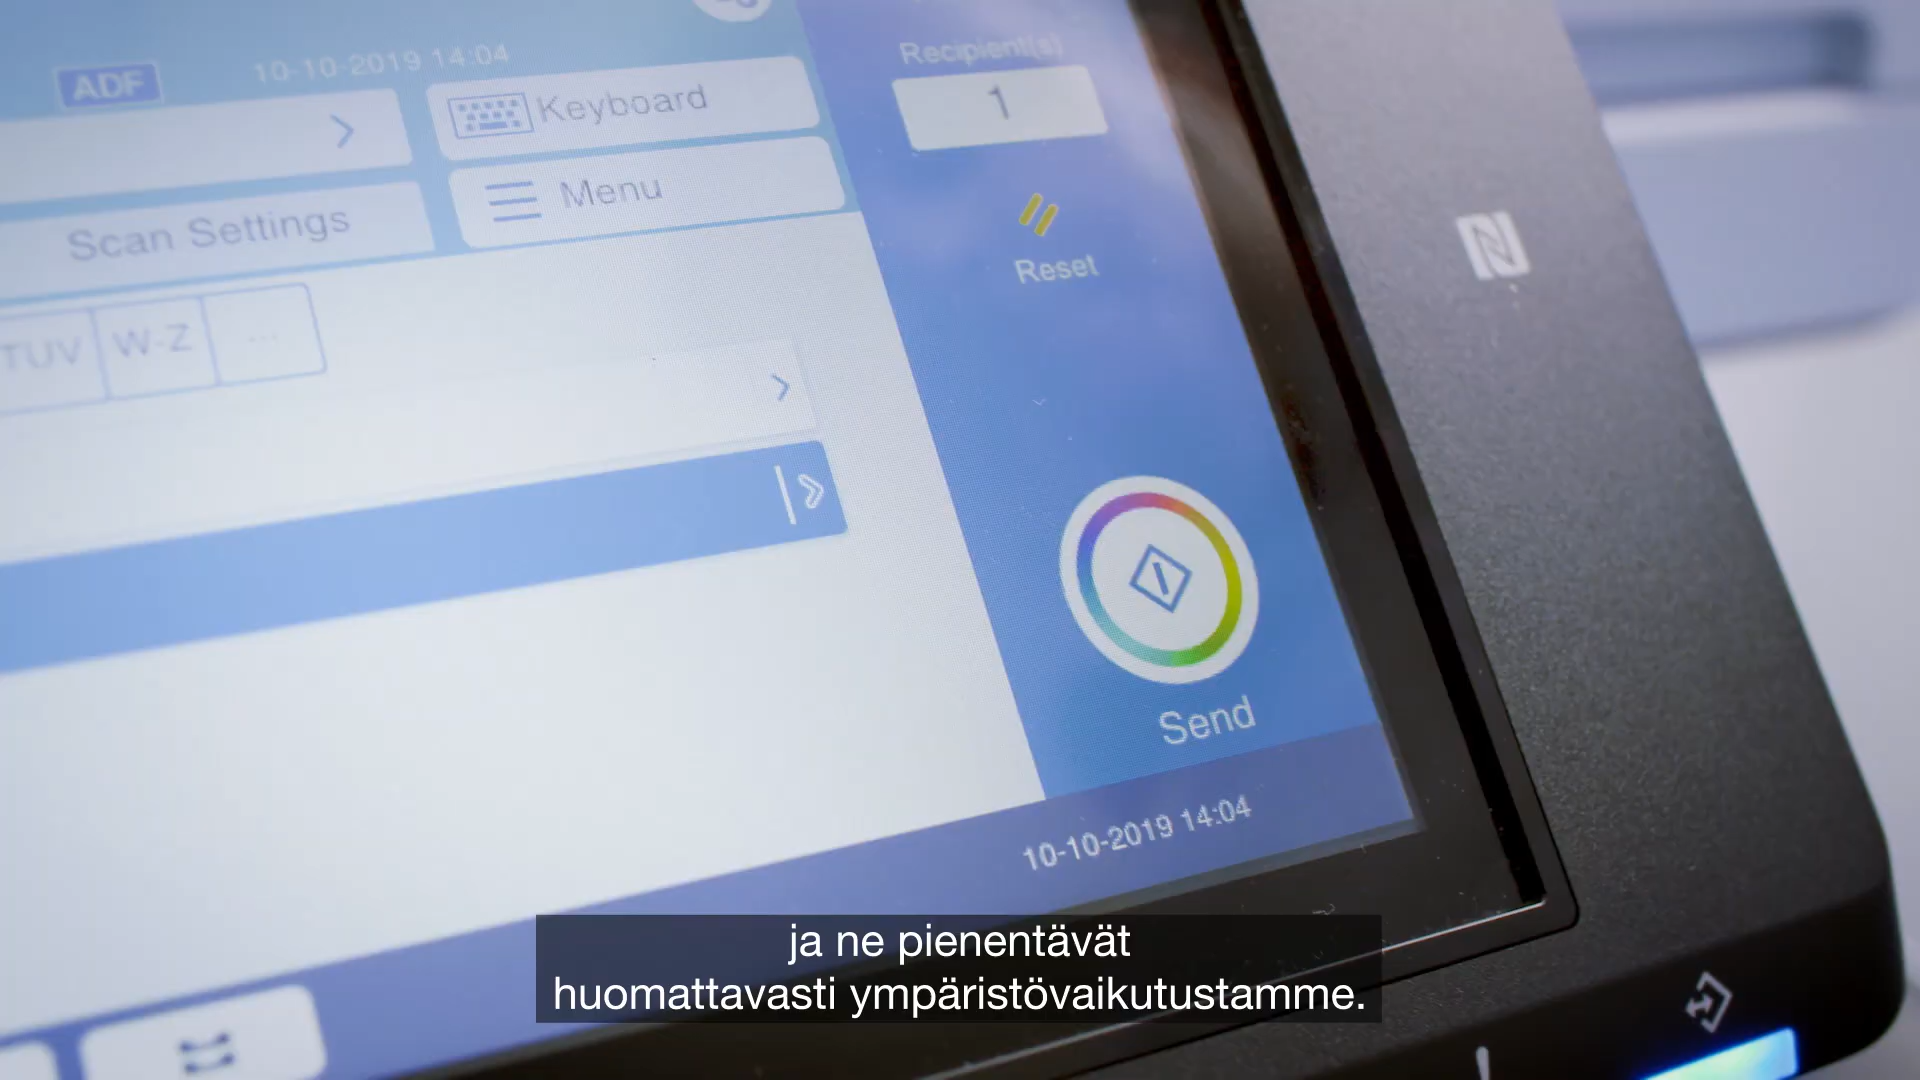 ADF
10-10-2019 14:04
Recipient(s)
1
Keyboard
Menu
Scan Settings
Reset
TUV
W-Z
...
Send
10-10-2019 14:04
ja ne pienentävät
huomattavasti ympäristövaikutustamme.